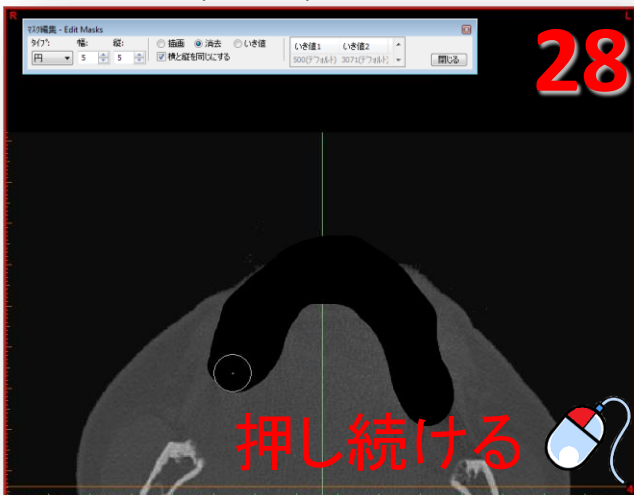 R
L
ﾏｽｸ編集 - Edit Masks
ﾀｲﾌﾟ:
幅:
縦:
描画
消去
いき値
円
5
5
横と縦を同じにする
いき値1
いき値2
500(ﾃﾞﾌｫﾙﾄ)
3071(ﾃﾞﾌｫﾙﾄ)
閉じる
28
押し続ける